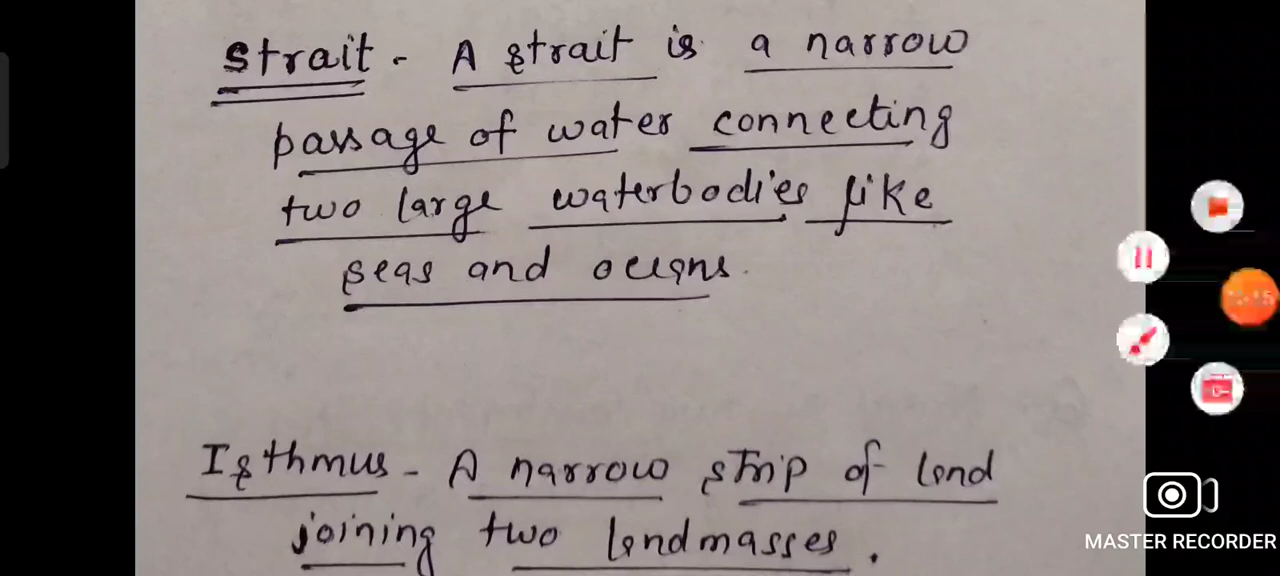 Strait - A strait is a narrow
passage of water connecting
two large waterbodies like
seas and oceans.
Isthmus - A narrow strip of land
joining two landmasses.
MASTER RECORDER